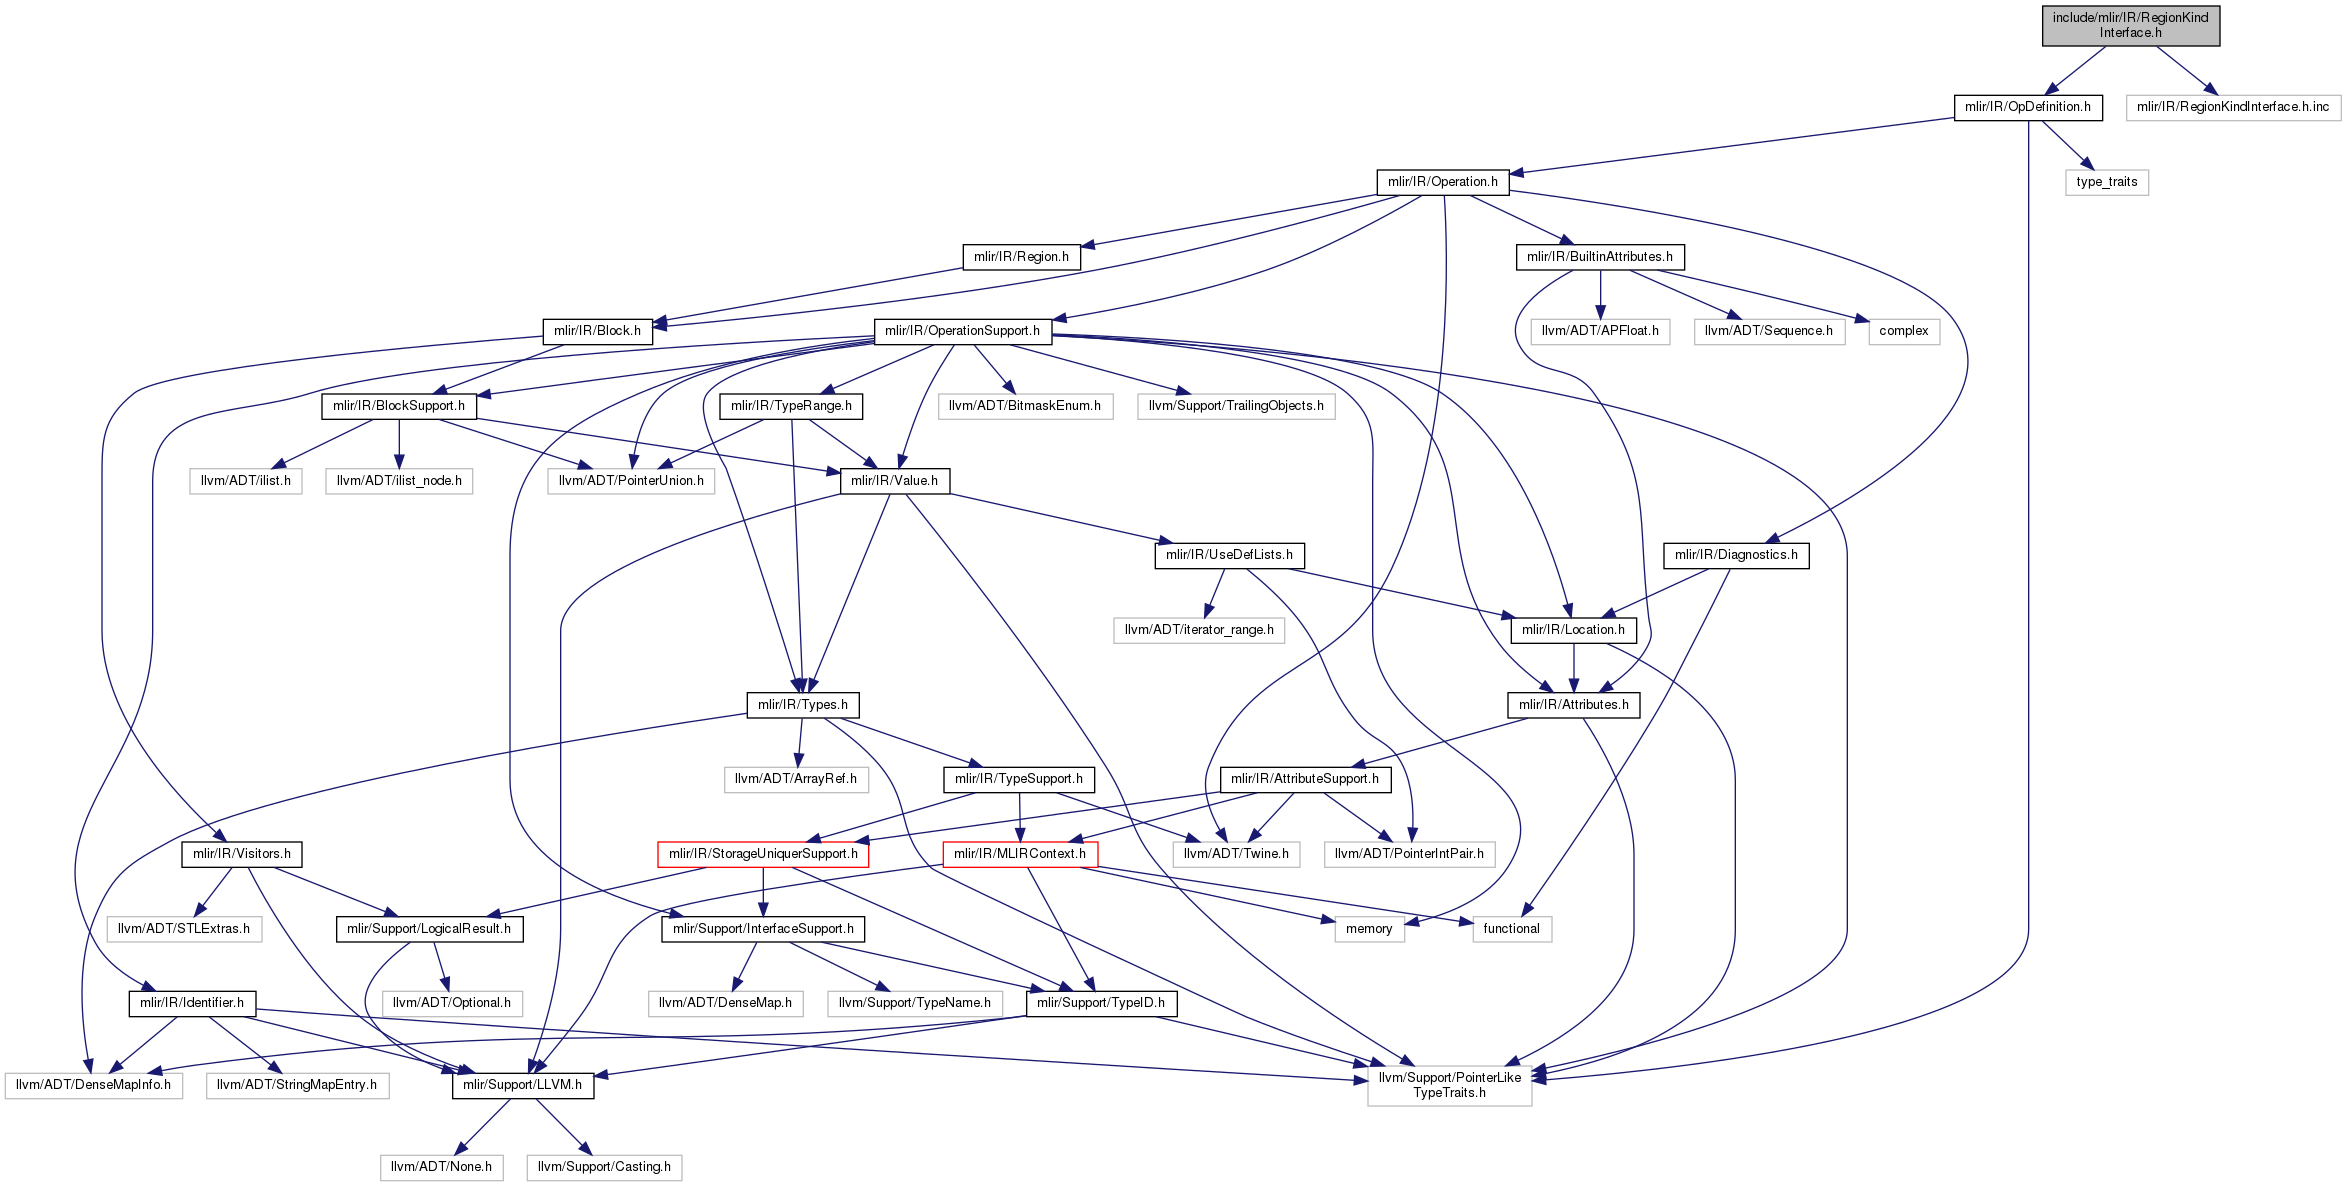 include/mlir/IR/RegionKind
Interface.h
mlir/IR/OpDefinition.h
mlir/IR/RegionKindInterface.h.inc
mlir/IR/Operation.h
type_traits
mlir/IR/Region.h
mlir/IR/BuiltinAttributes.h
mlir/IR/Block.h
mlir/IR/OperationSupport.h
llvm/ADT/APFloat.h
llvm/ADT/Sequence.h
complex
mlir/IR/BlockSupport.h
mlir/IR/TypeRange.h
llvm/ADT/BitmaskEnum.h
llvm/Support/TrailingObjects.h
llvm/ADT/ilist.h
llvm/ADT/ilist_node.h
llvm/ADT/PointerUnion.h
mlir/IR/Value.h
mlir/IR/UseDefLists.h
mlir/IR/Diagnostics.h
llvm/ADT/iterator_range.h
mlir/IR/Location.h
mlir/IR/Types.h
mlir/IR/Attributes.h
llvm/ADT/ArrayRef.h
mlir/IR/TypeSupport.h
mlir/IR/AttributeSupport.h
mlir/IR/Visitors.h
mlir/IR/StorageUniquerSupport.h
mlir/IR/MLIRContext.h
llvm/ADT/Twine.h
llvm/ADT/PointerIntPair.h
llvm/ADT/STLExtras.h
mlir/Support/LogicalResult.h
mlir/Support/InterfaceSupport.h
memory
functional
mlir/IR/Identifier.h
llvm/ADT/Optional.h
llvm/ADT/DenseMap.h
llvm/Support/TypeName.h
mlir/Support/TypeID.h
llvm/ADT/DenseMapInfo.h
llvm/ADT/StringMapEntry.h
mlir/Support/LLVM.h
llvm/Support/PointerLike
TypeTraits.h
llvm/ADT/None.h
llvm/Support/Casting.h